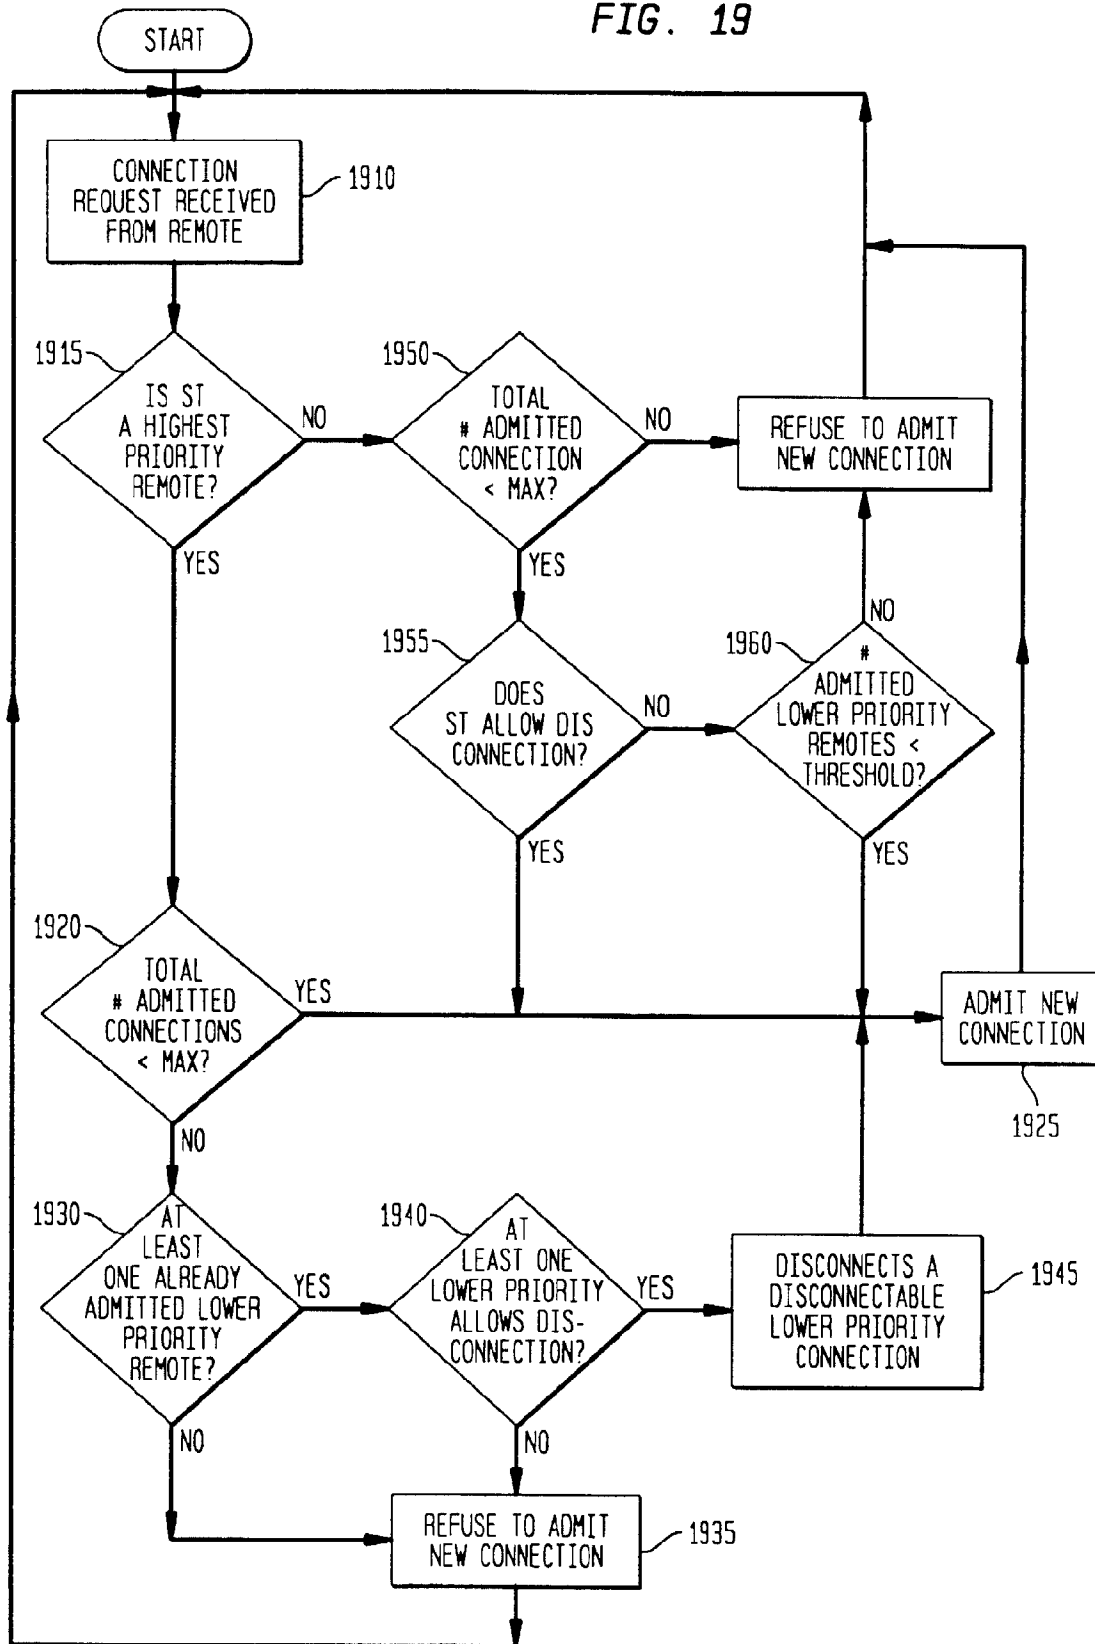 FIG. 19
START
CONNECTION
REQUEST RECEIVED
FROM REMOTE
1910
1915
IS ST
A HIGHEST
PRIORITY
REMOTE?
NO
YES
1950
TOTAL
# ADMITTED
CONNECTION
< MAX?
NO
YES
REFUSE TO ADMIT
NEW CONNECTION
1955
DOES
ST ALLOW DIS
CONNECTION?
NO
YES
1960
#
ADMITTED
LOWER PRIORITY
REMOTES <
THRESHOLD?
NO
YES
1920
TOTAL
# ADMITTED
CONNECTIONS
< MAX?
YES
NO
ADMIT NEW
CONNECTION
1925
1930
AT
LEAST
ONE ALREADY
ADMITTED LOWER
PRIORITY
REMOTE?
YES
NO
1940
AT
LEAST ONE
LOWER PRIORITY
ALLOWS DIS-
CONNECTION?
YES
NO
DISCONNECTS A
DISCONNECTABLE
LOWER PRIORITY
CONNECTION
1945
REFUSE TO ADMIT
NEW CONNECTION
1935